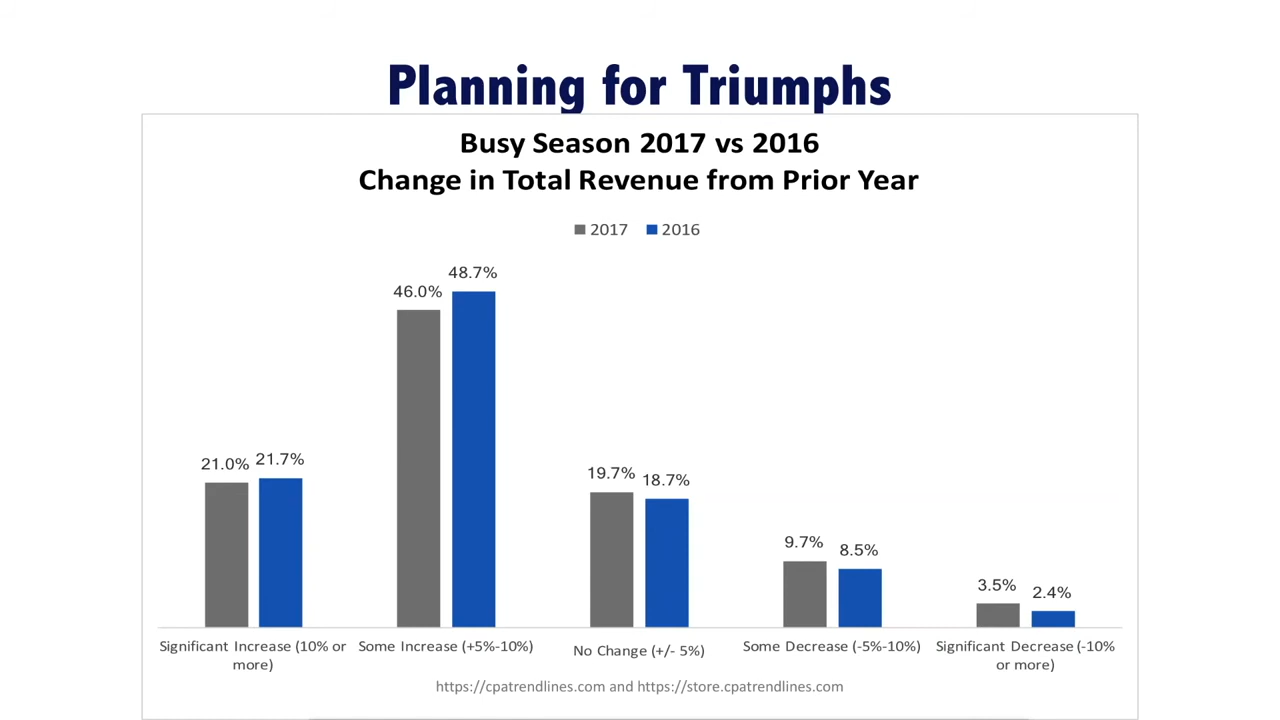 Planning for Triumphs
Busy Season 2017 vs 2016
Change in Total Revenue from Prior Year
2017 2016
48.7%
46.0%
21.0% 21.7%
19.7% 18.7%
9.7% 8.5%
3.5% 2.4%
Significant Increase (10% or more)
Some Increase (+5%-10%)
No Change (+/- 5%)
Some Decrease (-5%-10%)
Significant Decrease (-10% or more)
https://cpatrendlines.com and https://store.cpatrendlines.com